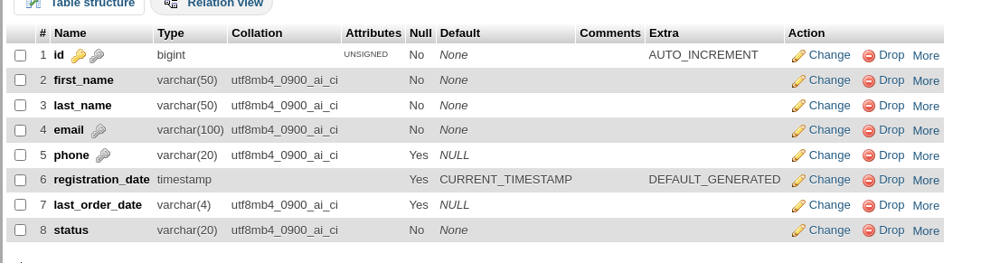 Table structure Relation view
# Name Type Collation Attributes Null Default Comments Extra Action
1 id bigint UNSIGNED No None AUTO_INCREMENT Change Drop More
2 first_name varchar(50) utf8mb4_0900_ai_ci No None Change Drop More
3 last_name varchar(50) utf8mb4_0900_ai_ci No None Change Drop More
4 email varchar(100) utf8mb4_0900_ai_ci No None Change Drop More
5 phone varchar(20) utf8mb4_0900_ai_ci Yes NULL Change Drop More
6 registration_date timestamp Yes CURRENT_TIMESTAMP DEFAULT_GENERATED Change Drop More
7 last_order_date varchar(4) utf8mb4_0900_ai_ci Yes NULL Change Drop More
8 status varchar(20) utf8mb4_0900_ai_ci No None Change Drop More